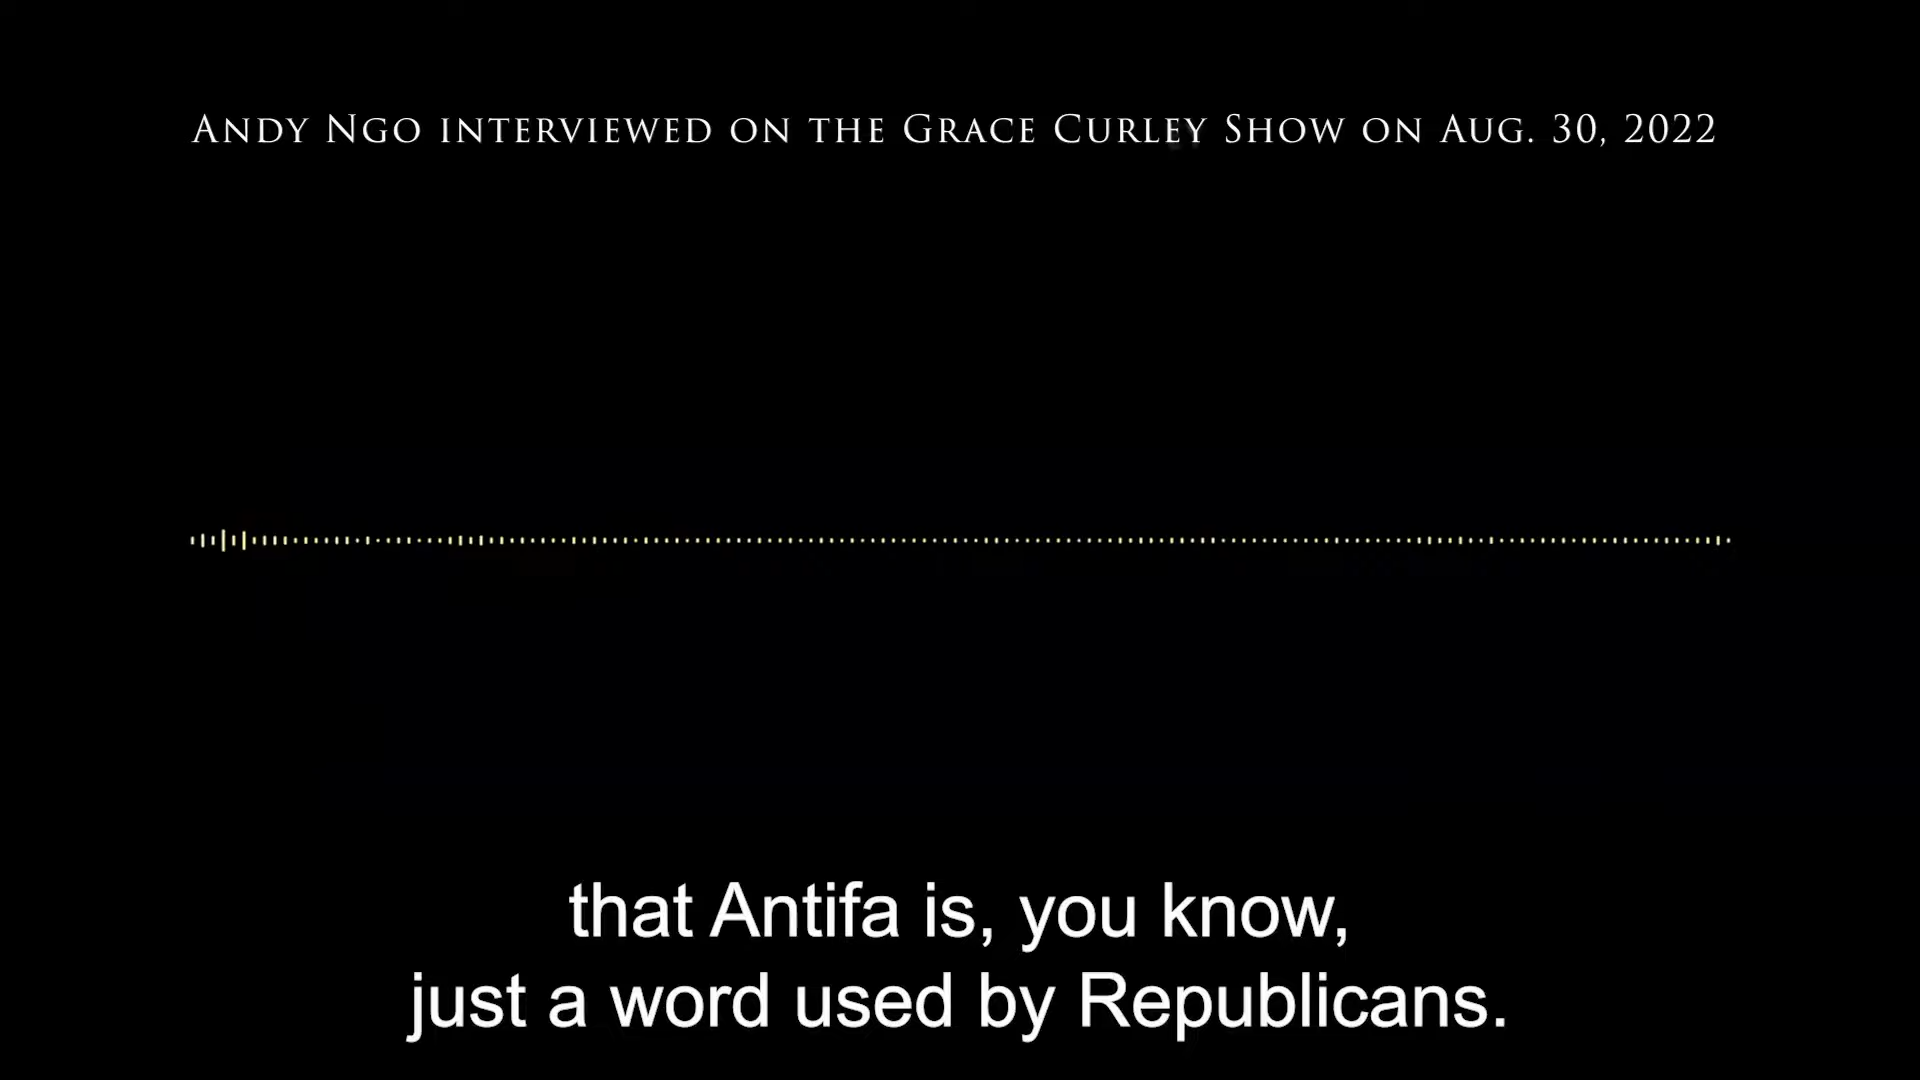 Andy Ngo interviewed on the Grace Curley Show on Aug. 30, 2022
that Antifa is, you know,
just a word used by Republicans.